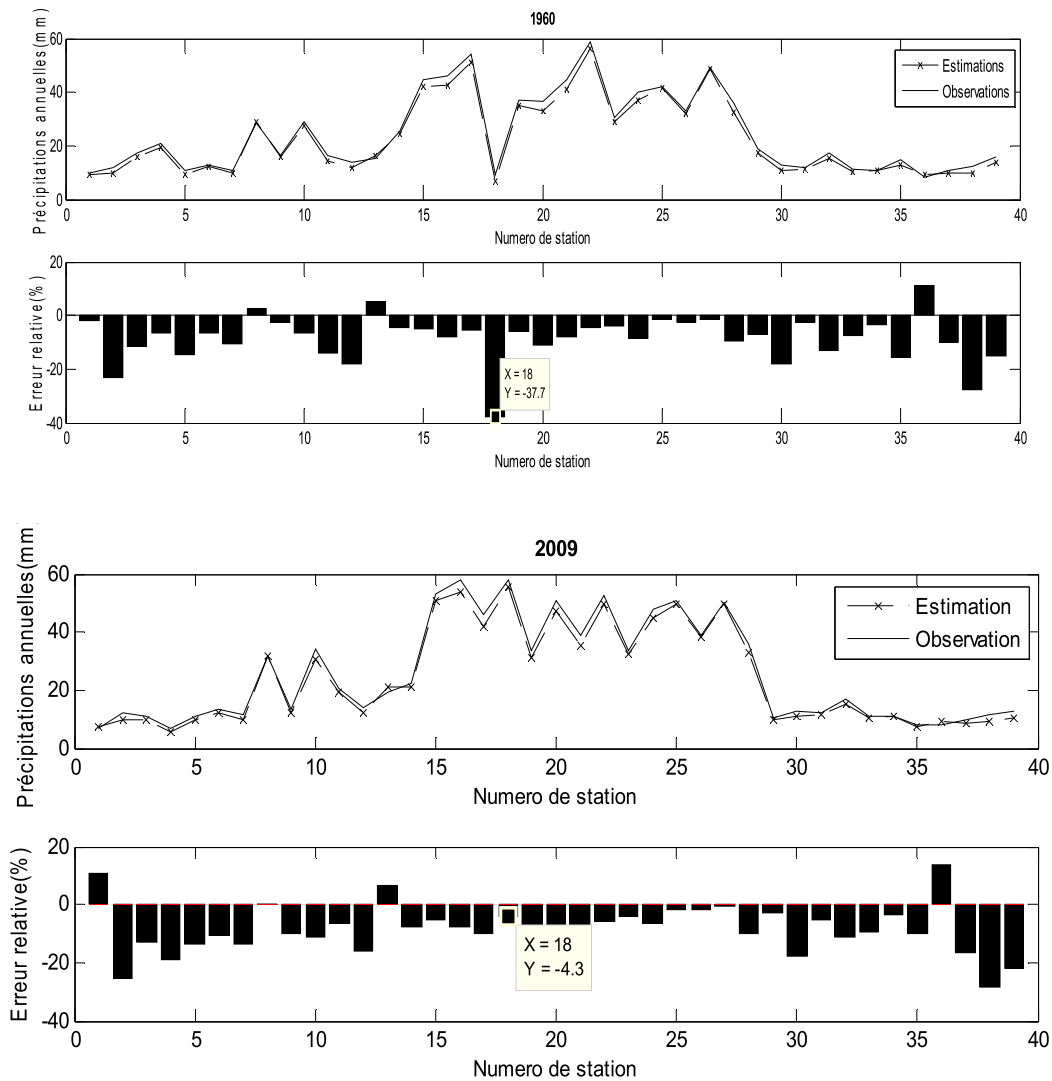 1960
Précipitations annuelles(mm)
60
40
20
0
Estimations
Observations
0 5 10 15 20 25 30 35 40
Numero de station
Erreur relative(%)
20
0
-20
-40
X = 18
Y = -37.7
0 5 10 15 20 25 30 35 40
Numero de station
2009
Précipitations annuelles(mm
60
40
20
0
Estimation
Observation
0 5 10 15 20 25 30 35 40
Numero de station
Erreur relative(%)
20
0
-20
-40
X = 18
Y = -4.3
0 5 10 15 20 25 30 35 40
Numero de station